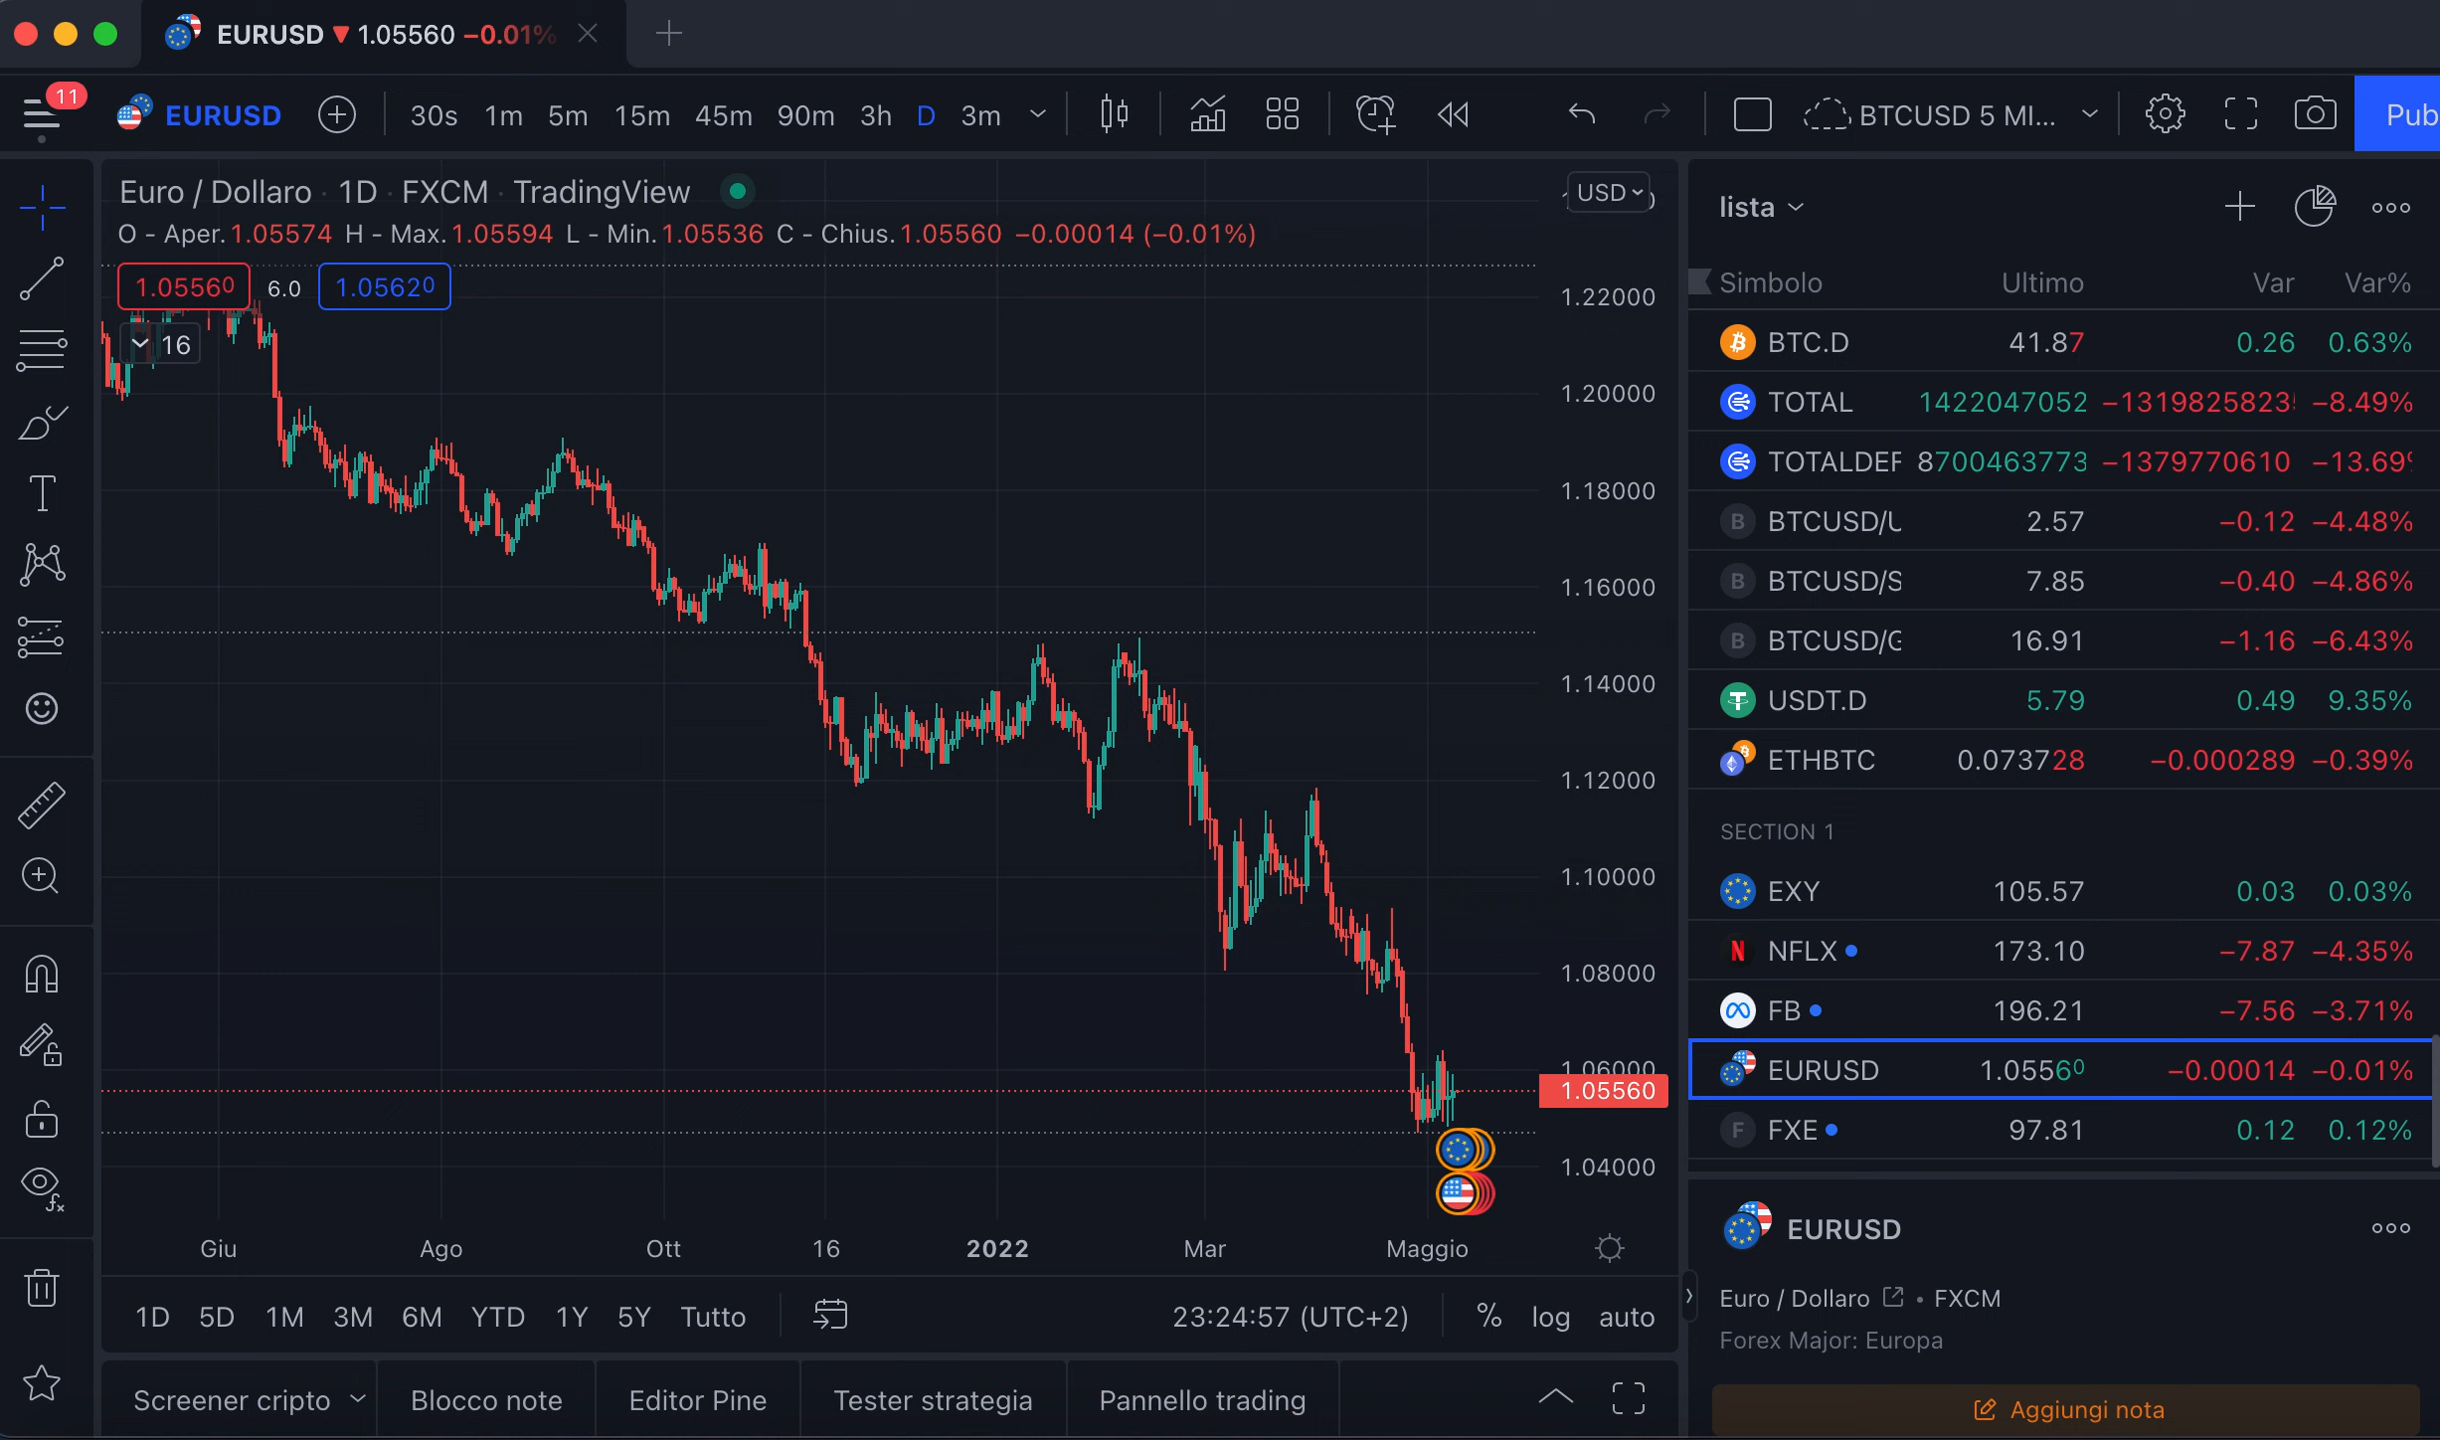 EURUSD ▼ 1.05560 −0.01%
11
EURUSD 30s 1m 5m 15m 45m 90m 3h D 3m BTCUSD 5 MI... Pub
Euro / Dollaro · 1D · FXCM · TradingView
O - Aper.1.05574 H - Max.1.05594 L - Min.1.05536 C - Chius.1.05560 −0.00014 (−0.01%)
1.05560 6.0 1.05620
16
USD
1.22000
1.20000
1.18000
1.16000
1.14000
1.12000
1.10000
1.08000
1.06000
1.05560
1.04000
Giu Ago Ott 16 2022 Mar Maggio
1D 5D 1M 3M 6M YTD 1Y 5Y Tutto 23:24:57 (UTC+2) % log auto
Screener cripto Blocco note Editor Pine Tester strategia Pannello trading
lista
Simbolo Ultimo Var Var%
BTC.D 41.87 0.26 0.63%
TOTAL 1422047052 −1319825823 −8.49%
TOTALDEF 8700463773 −1379770610 −13.69%
B BTCUSD/U 2.57 −0.12 −4.48%
B BTCUSD/S 7.85 −0.40 −4.86%
B BTCUSD/G 16.91 −1.16 −6.43%
USDT.D 5.79 0.49 9.35%
ETHBTC 0.073728 −0.000289 −0.39%
SECTION 1
EXY 105.57 0.03 0.03%
N NFLX 173.10 −7.87 −4.35%
FB 196.21 −7.56 −3.71%
EURUSD 1.05560 −0.00014 −0.01%
F FXE 97.81 0.12 0.12%
EURUSD
Euro / Dollaro • FXCM
Forex Major: Europa
Aggiungi nota